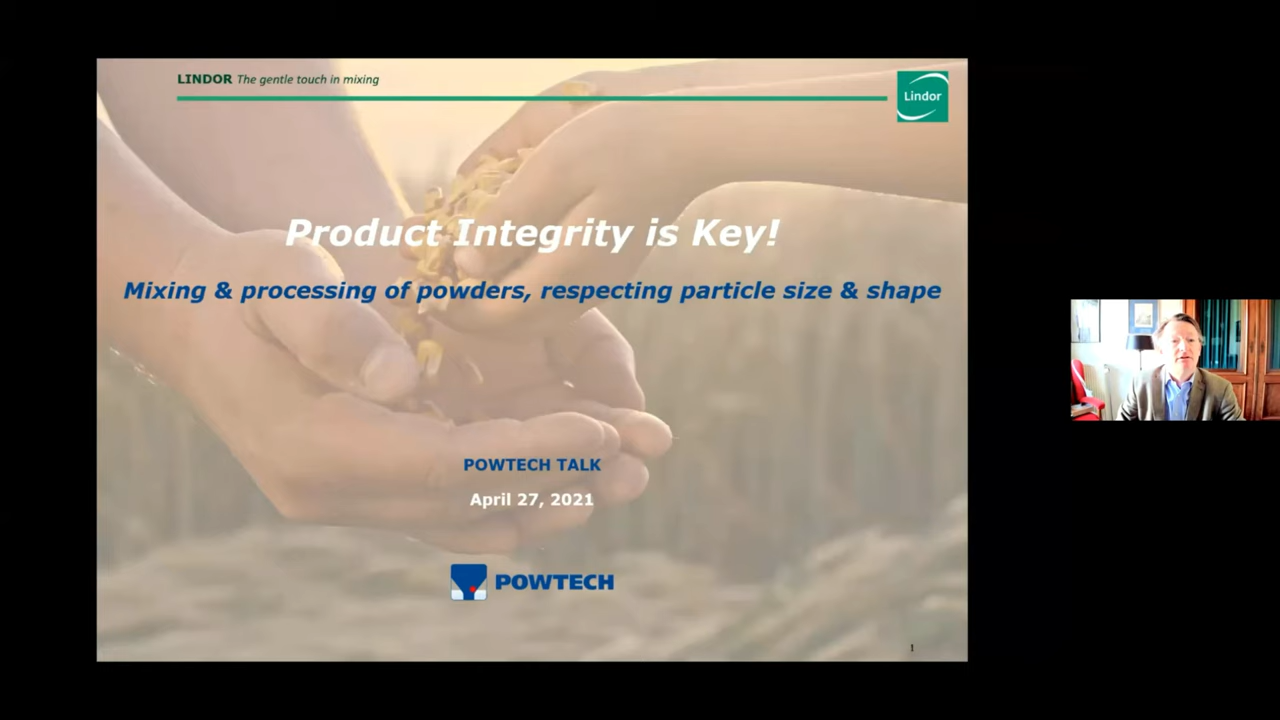 LINDOR The gentle touch in mixing
Lindor
Product Integrity is Key!
Mixing & processing of powders, respecting particle size & shape
POWTECH TALK
April 27, 2021
POWTECH
1